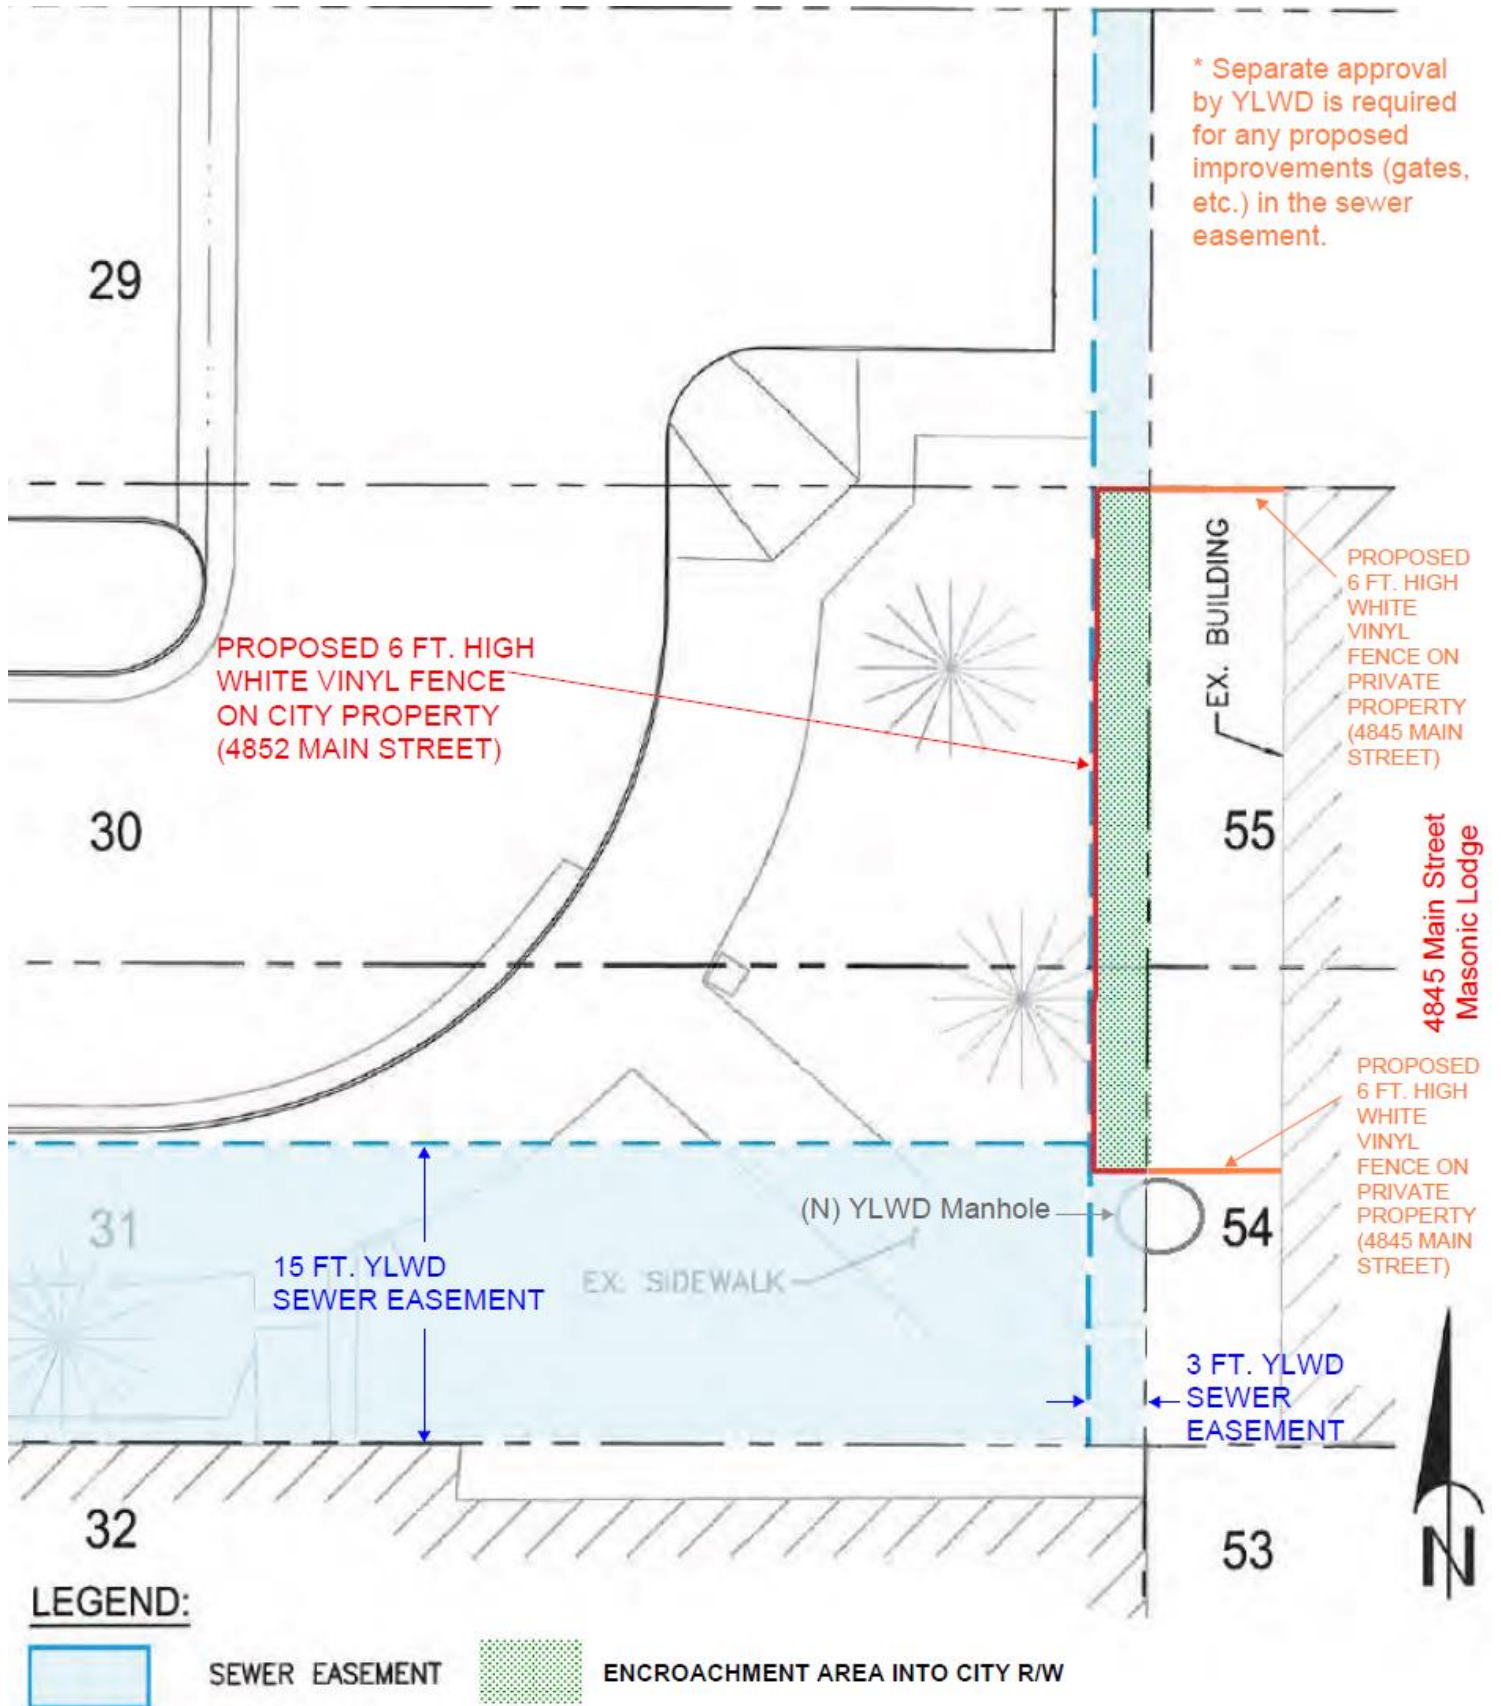 * Separate approval
by YLWD is required
for any proposed
improvements (gates,
etc.) in the sewer
easement.
29
EX. BUILDING
PROPOSED
6 FT. HIGH
WHITE
VINYL
FENCE ON
PRIVATE
PROPERTY
(4845 MAIN
STREET)
PROPOSED 6 FT. HIGH
WHITE VINYL FENCE
ON CITY PROPERTY
(4852 MAIN STREET)
30
55
4845 Main Street
Masonic Lodge
PROPOSED
6 FT. HIGH
WHITE
VINYL
FENCE ON
PRIVATE
PROPERTY
(4845 MAIN
STREET)
31
(N) YLWD Manhole
54
15 FT. YLWD
SEWER EASEMENT
EX. SIDEWALK
3 FT. YLWD
SEWER
EASEMENT
32
53
N
LEGEND:
SEWER EASEMENT
ENCROACHMENT AREA INTO CITY R/W